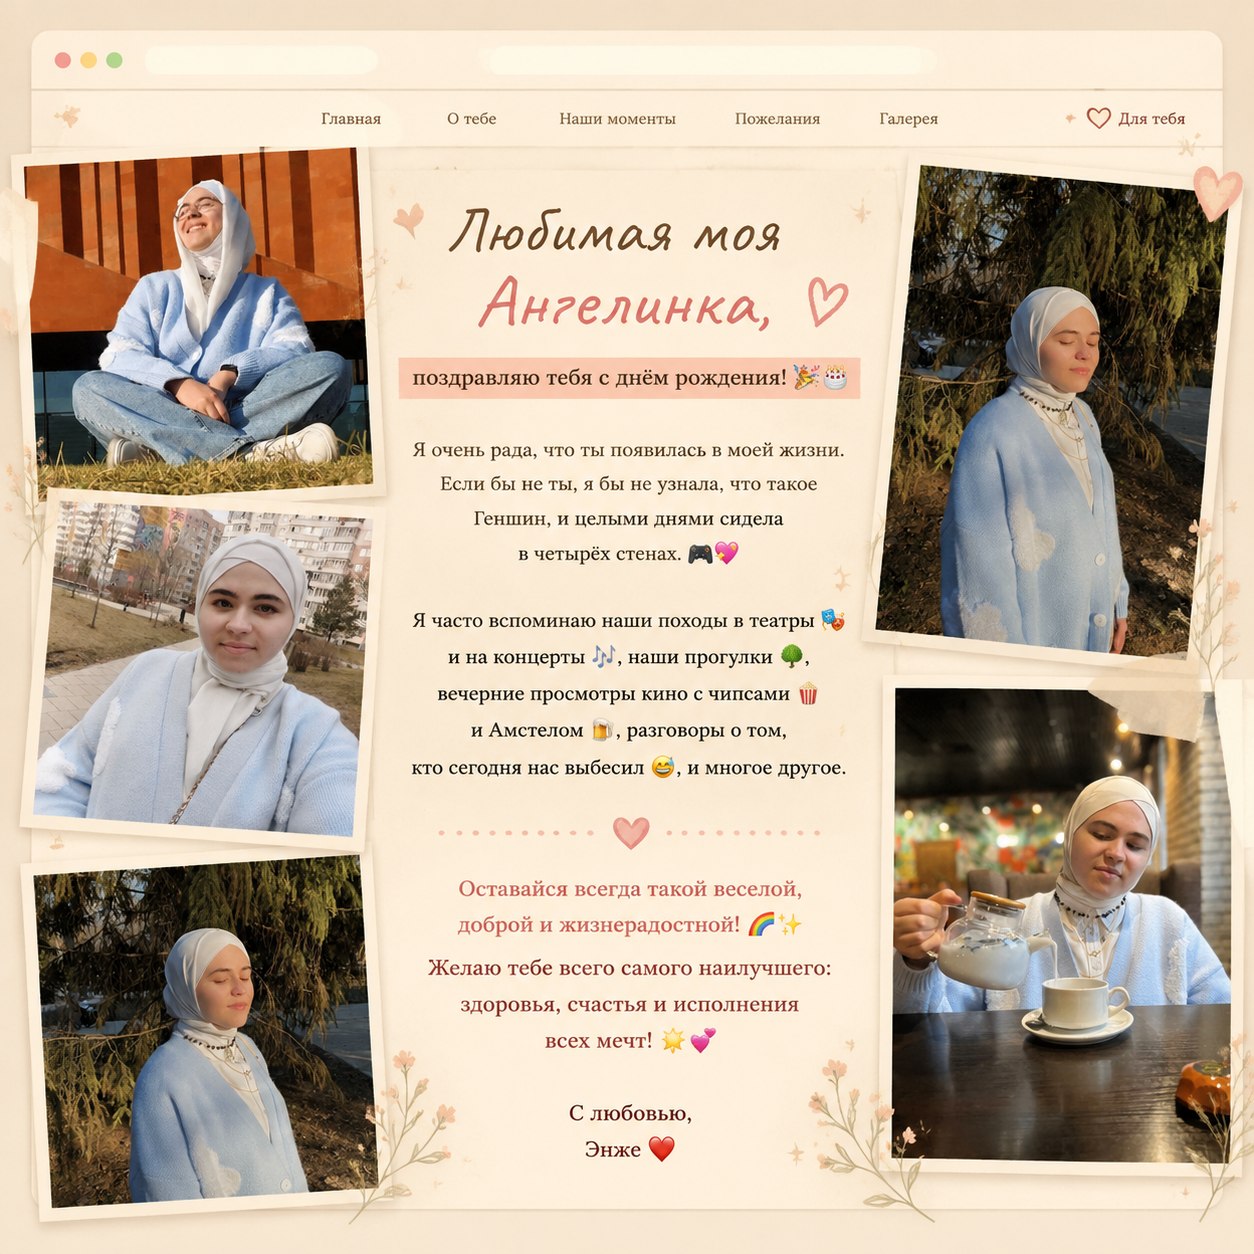 Главная О тебе Наши моменты Пожелания Галерея Для тебя
Любимая моя
Ангелинка,
поздравляю тебя с днём рождения! 🎉🎂
Я очень рада, что ты появилась в моей жизни.
Если бы не ты, я бы не узнала, что такое
Геншин, и целыми днями сидела
в четырёх стенах. 🎮💖
Я часто вспоминаю наши походы в театры 🎭
и на концерты 🎶, наши прогулки 🌳,
вечерние просмотры кино с чипсами 🍿
и Амстелом 🍺, разговоры о том,
кто сегодня нас выбесил 😅, и многое другое.
Оставайся всегда такой веселой,
доброй и жизнерадостной! 🌈✨
Желаю тебе всего самого наилучшего:
здоровья, счастья и исполнения
всех мечт! 🌟💕
С любовью,
Энже ❤️